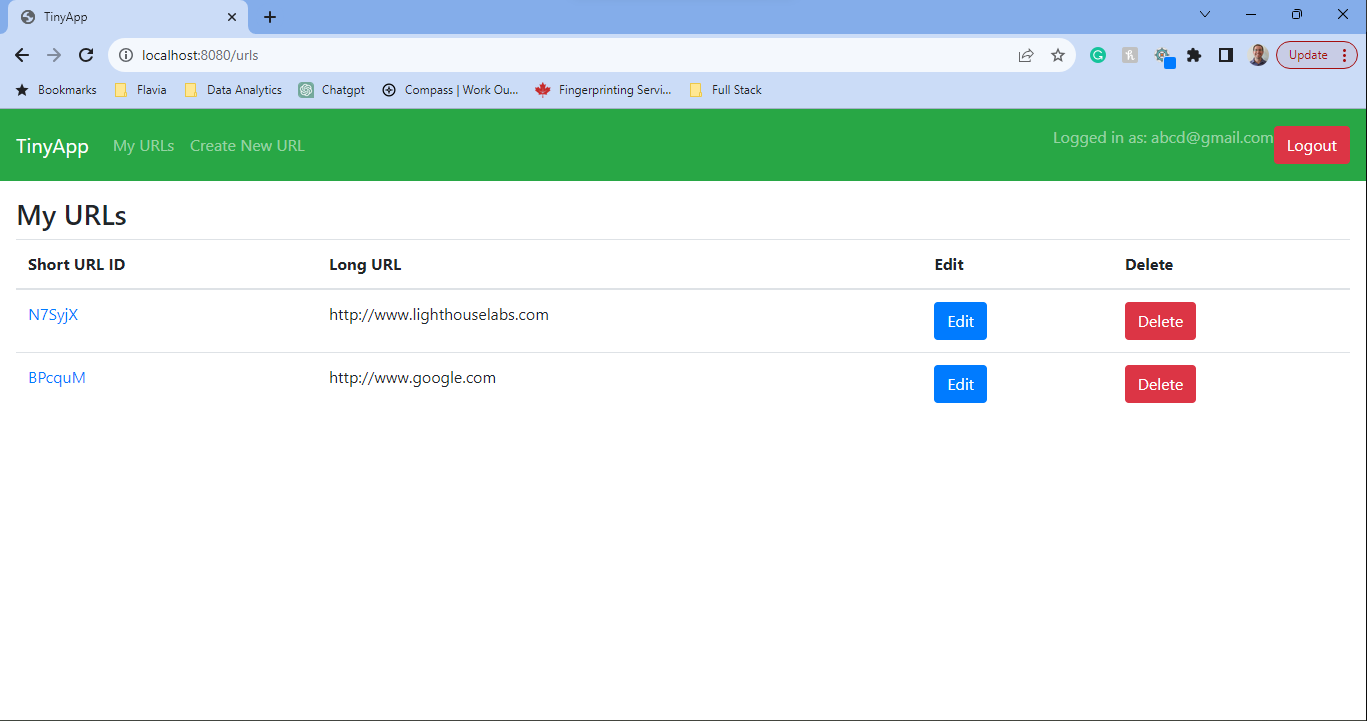 TinyApp
localhost:8080/urls
Update
Bookmarks Flavia Data Analytics Chatgpt Compass | Work Ou... Fingerprinting Servi... Full Stack
TinyApp My URLs Create New URL Logged in as: abcd@gmail.com Logout
My URLs
Short URL ID Long URL Edit Delete
N7SyjX http://www.lighthouselabs.com Edit Delete
BPcquM http://www.google.com Edit Delete